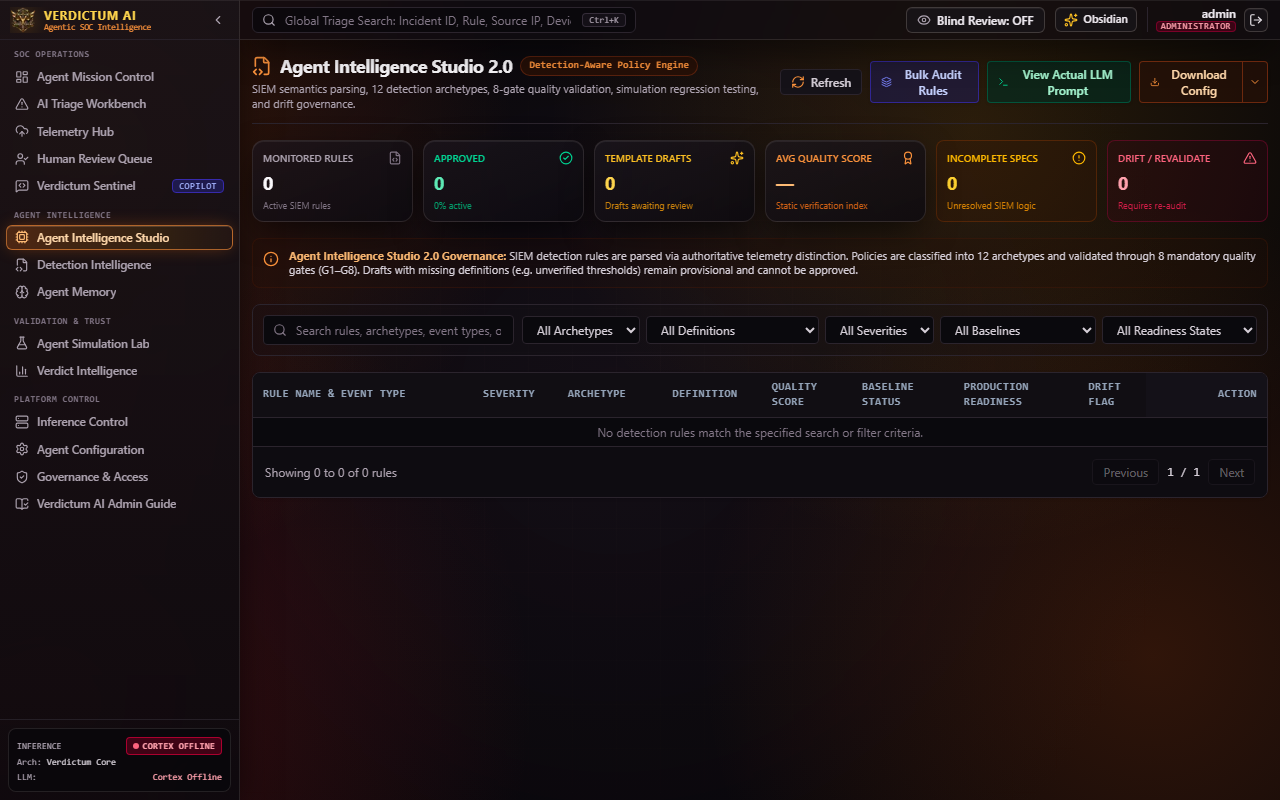 VERDICTUM AI
Agentic SOC Intelligence
SOC OPERATIONS
Agent Mission Control
AI Triage Workbench
Telemetry Hub
Human Review Queue
Verdictum Sentinel COPILOT
AGENT INTELLIGENCE
Agent Intelligence Studio
Detection Intelligence
Agent Memory
VALIDATION & TRUST
Agent Simulation Lab
Verdict Intelligence
PLATFORM CONTROL
Inference Control
Agent Configuration
Governance & Access
Verdictum AI Admin Guide
INFERENCE CORTEX OFFLINE
Arch: Verdictum Core
LLM: Cortex Offline
Global Triage Search: Incident ID, Rule, Source IP, Devi Ctrl+K
Blind Review: OFF
Obsidian
admin
ADMINISTRATOR
Agent Intelligence Studio 2.0 Detection-Aware Policy Engine
SIEM semantics parsing, 12 detection archetypes, 8-gate quality validation, simulation regression testing,
and drift governance.
Refresh
Bulk Audit
Rules
View Actual LLM
Prompt
Download
Config
MONITORED RULES
0
Active SIEM rules
APPROVED
0
0% active
TEMPLATE DRAFTS
0
Drafts awaiting review
AVG QUALITY SCORE
—
Static verification index
INCOMPLETE SPECS
0
Unresolved SIEM logic
DRIFT / REVALIDATE
0
Requires re-audit
Agent Intelligence Studio 2.0 Governance: SIEM detection rules are parsed via authoritative telemetry distinction. Policies are classified into 12 archetypes and validated through 8 mandatory quality
gates (G1–G8). Drafts with missing definitions (e.g. unverified thresholds) remain provisional and cannot be approved.
Search rules, archetypes, event types, o
All Archetypes
All Definitions
All Severities
All Baselines
All Readiness States
RULE NAME & EVENT TYPE
SEVERITY
ARCHETYPE
DEFINITION
QUALITY
SCORE
BASELINE
STATUS
PRODUCTION
READINESS
DRIFT
FLAG
ACTION
No detection rules match the specified search or filter criteria.
Showing 0 to 0 of 0 rules
Previous 1 / 1 Next